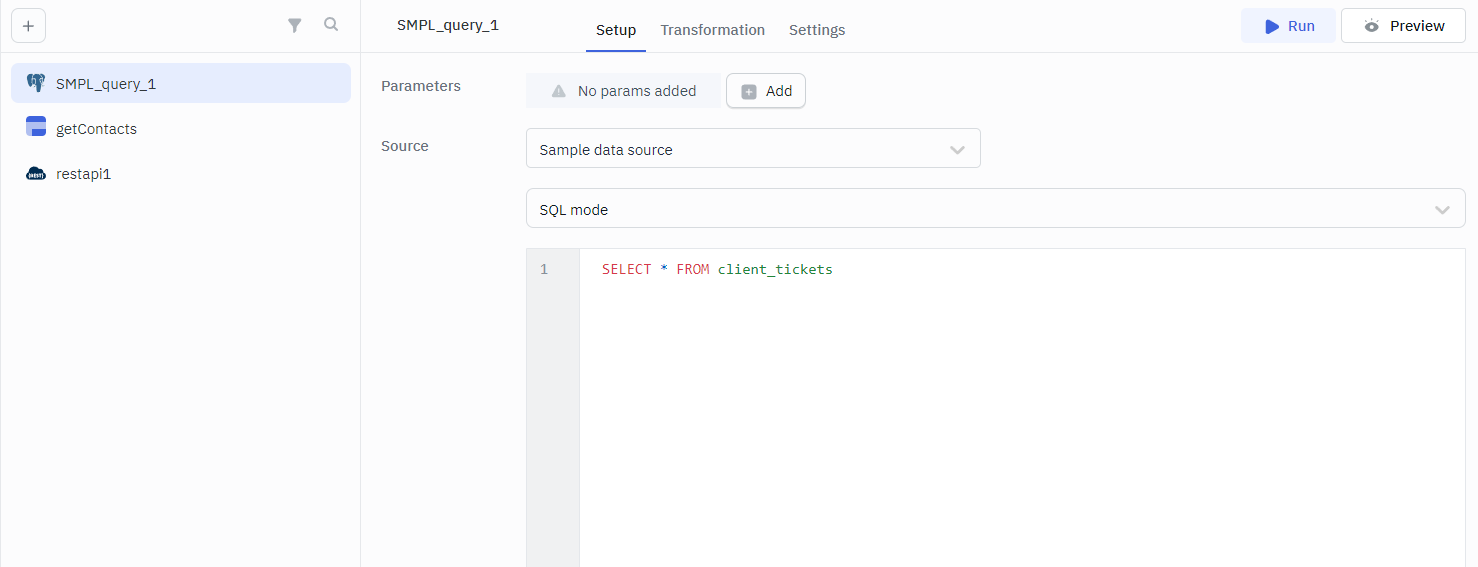 SMPL_query_1
Setup
Transformation
Settings
Run
Preview
SMPL_query_1
getContacts
restapi1
Parameters
No params added
Add
Source
Sample data source
SQL mode
1
SELECT * FROM client_tickets